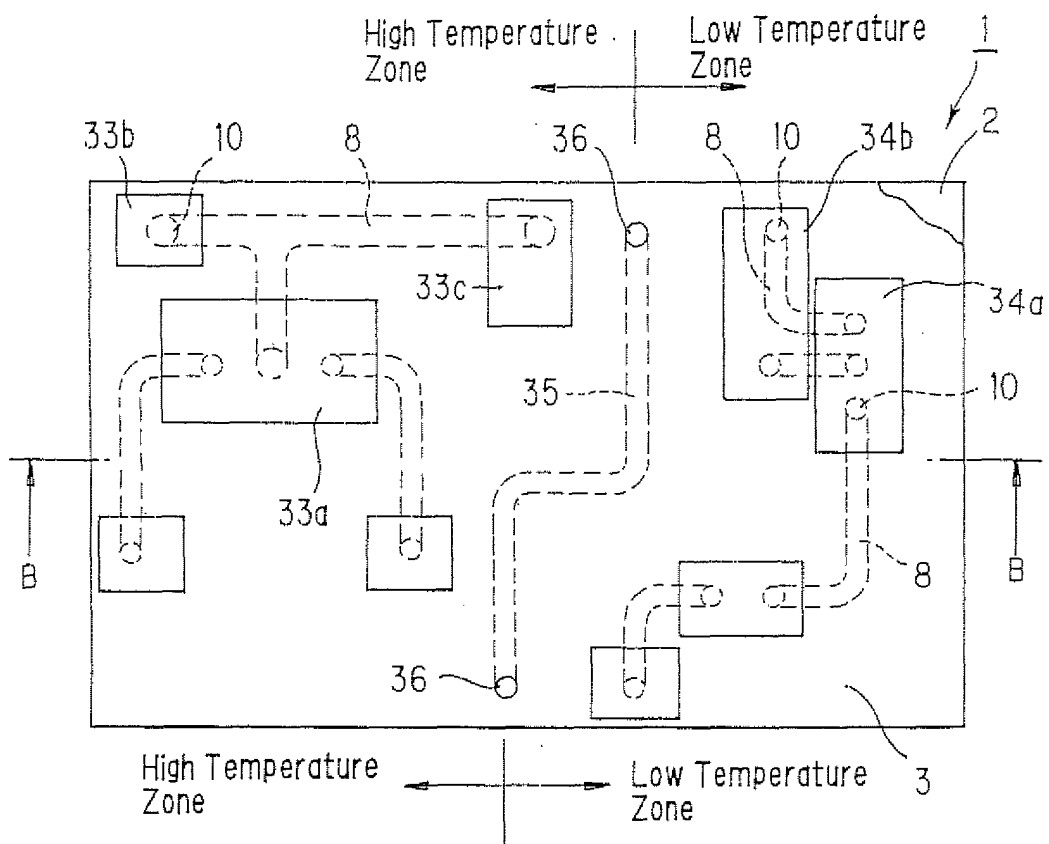 High Temperature
Zone
Low Temperature
Zone
1
33b
10
8
36
8
10
34b
2
33c
34a
35
10
33a
B
B
8
36
3
High Temperature
Zone
Low Temperature
Zone